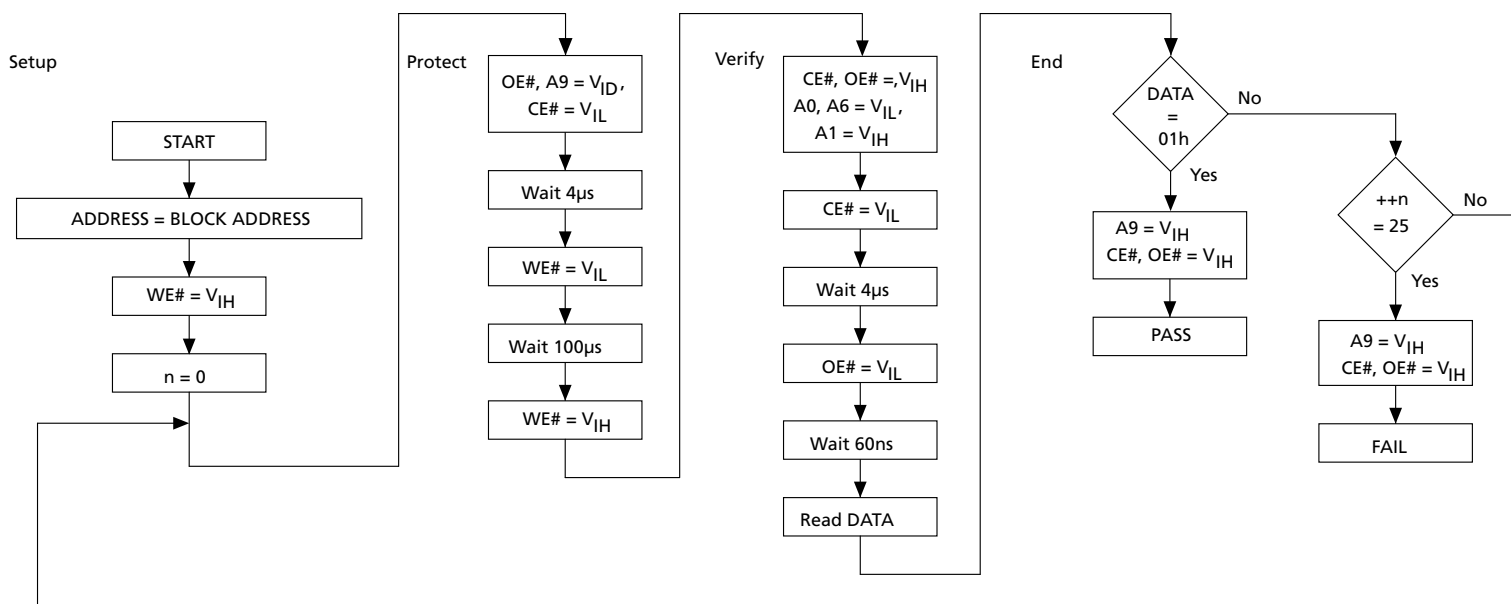 Setup
START
ADDRESS = BLOCK ADDRESS
WE# = VIH
n = 0
Protect
OE#, A9 = VID,
CE# = VIL
Wait 4µs
WE# = VIL
Wait 100µs
WE# = VIH
Verify
CE#, OE# =,VIH
A0, A6 = VIL,
A1 = VIH
CE# = VIL
Wait 4µs
OE# = VIL
Wait 60ns
Read DATA
End
DATA
=
01h
No
Yes
A9 = VIH
CE#, OE# = VIH
PASS
++n
= 25
No
Yes
A9 = VIH
CE#, OE# = VIH
FAIL